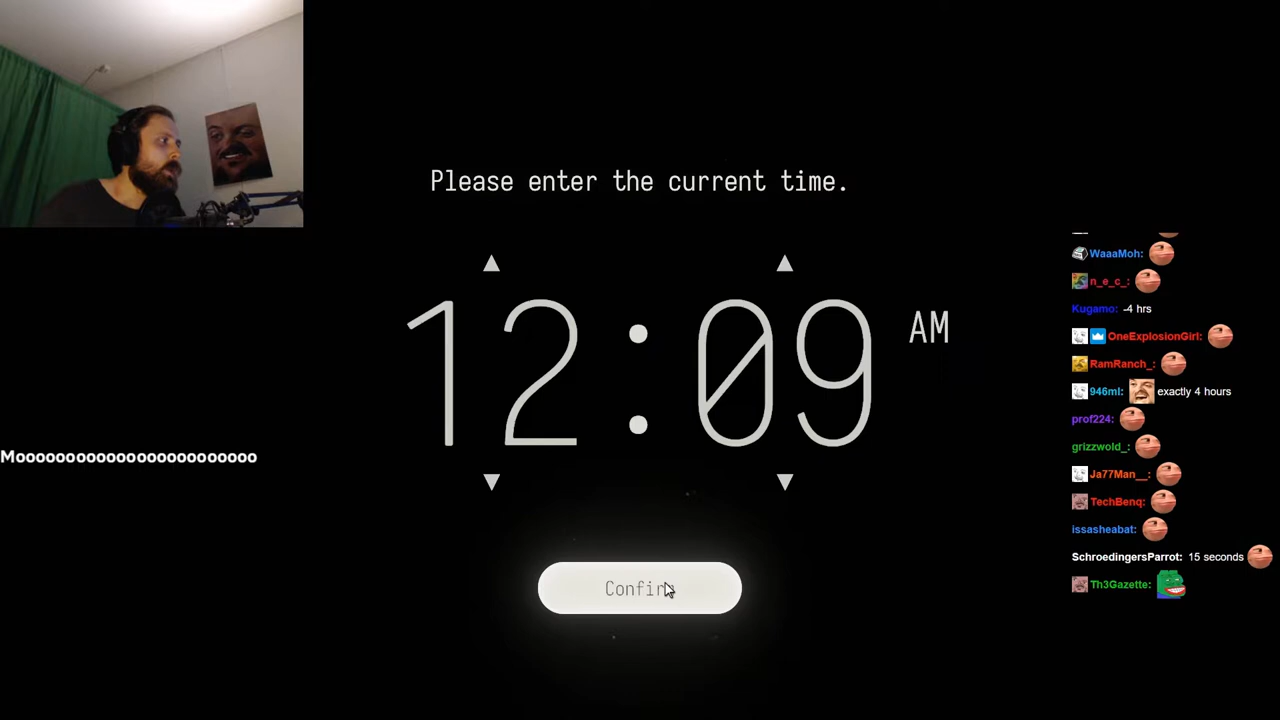 Please enter the current time.
12:09 AM
Confirm
Mooooooooooooooooooooooooo
WaaaMoh:
n_e_c_:
Kugamo: -4 hrs
OneExplosionGirl:
RamRanch_:
946ml: exactly 4 hours
prof224:
grizzwold_:
Ja77Man__:
TechBenq:
issasheabat:
SchroedingersParrot: 15 seconds
Th3Gazette: